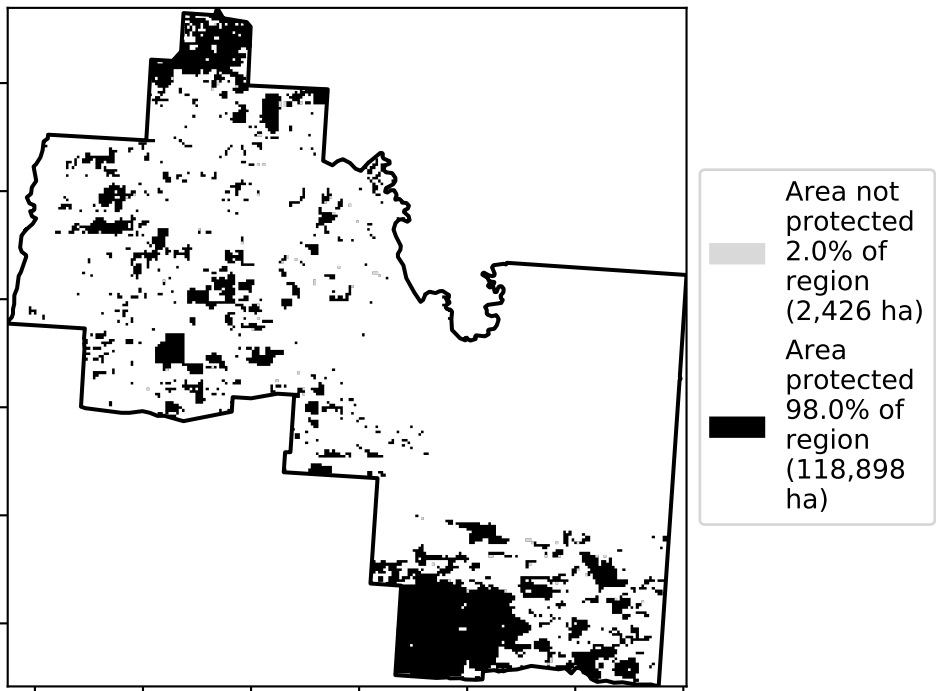 Area not
protected
2.0% of
region
(2,426 ha)
Area
protected
98.0% of
region
(118,898
ha)